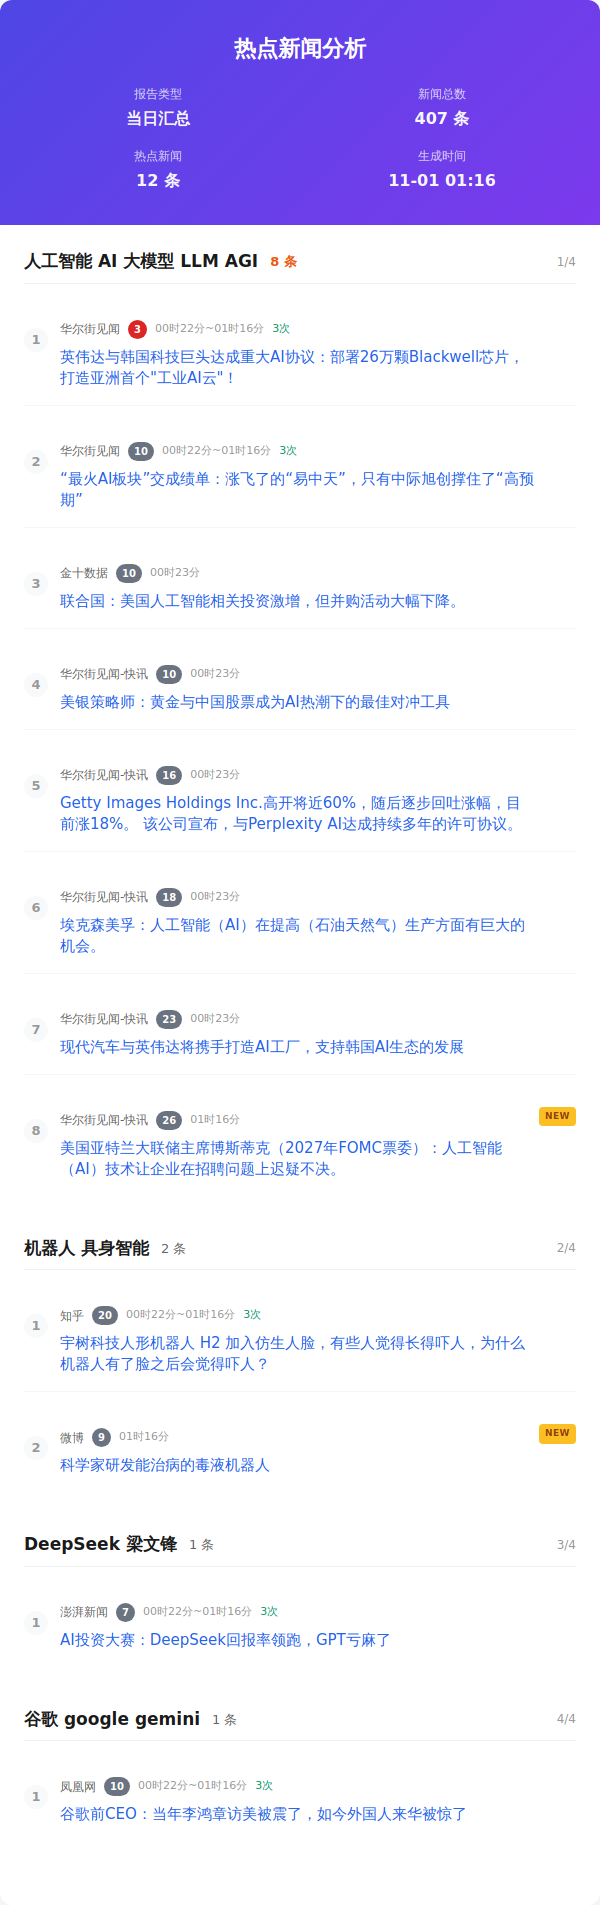 热点新闻分析
报告类型
当日汇总
新闻总数
407 条
热点新闻
12 条
生成时间
11-01 01:16
人工智能 AI 大模型 LLM AGI 8 条 1/4
1
华尔街见闻 3 00时22分~01时16分 3次
英伟达与韩国科技巨头达成重大AI协议：部署26万颗Blackwell芯片，
打造亚洲首个"工业AI云"！
2
华尔街见闻 10 00时22分~01时16分 3次
“最火AI板块”交成绩单：涨飞了的“易中天”，只有中际旭创撑住了“高预
期”
3
金十数据 10 00时23分
联合国：美国人工智能相关投资激增，但并购活动大幅下降。
4
华尔街见闻-快讯 10 00时23分
美银策略师：黄金与中国股票成为AI热潮下的最佳对冲工具
5
华尔街见闻-快讯 16 00时23分
Getty Images Holdings Inc.高开将近60%，随后逐步回吐涨幅，目
前涨18%。 该公司宣布，与Perplexity AI达成持续多年的许可协议。
6
华尔街见闻-快讯 18 00时23分
埃克森美孚：人工智能（AI）在提高（石油天然气）生产方面有巨大的
机会。
7
华尔街见闻-快讯 23 00时23分
现代汽车与英伟达将携手打造AI工厂，支持韩国AI生态的发展
8
华尔街见闻-快讯 26 01时16分 NEW
美国亚特兰大联储主席博斯蒂克（2027年FOMC票委）：人工智能
（AI）技术让企业在招聘问题上迟疑不决。
机器人 具身智能 2 条 2/4
1
知乎 20 00时22分~01时16分 3次
宇树科技人形机器人 H2 加入仿生人脸，有些人觉得长得吓人，为什么
机器人有了脸之后会觉得吓人？
2
微博 9 01时16分 NEW
科学家研发能治病的毒液机器人
DeepSeek 梁文锋 1 条 3/4
1
澎湃新闻 7 00时22分~01时16分 3次
AI投资大赛：DeepSeek回报率领跑，GPT亏麻了
谷歌 google gemini 1 条 4/4
1
凤凰网 10 00时22分~01时16分 3次
谷歌前CEO：当年李鸿章访美被震了，如今外国人来华被惊了